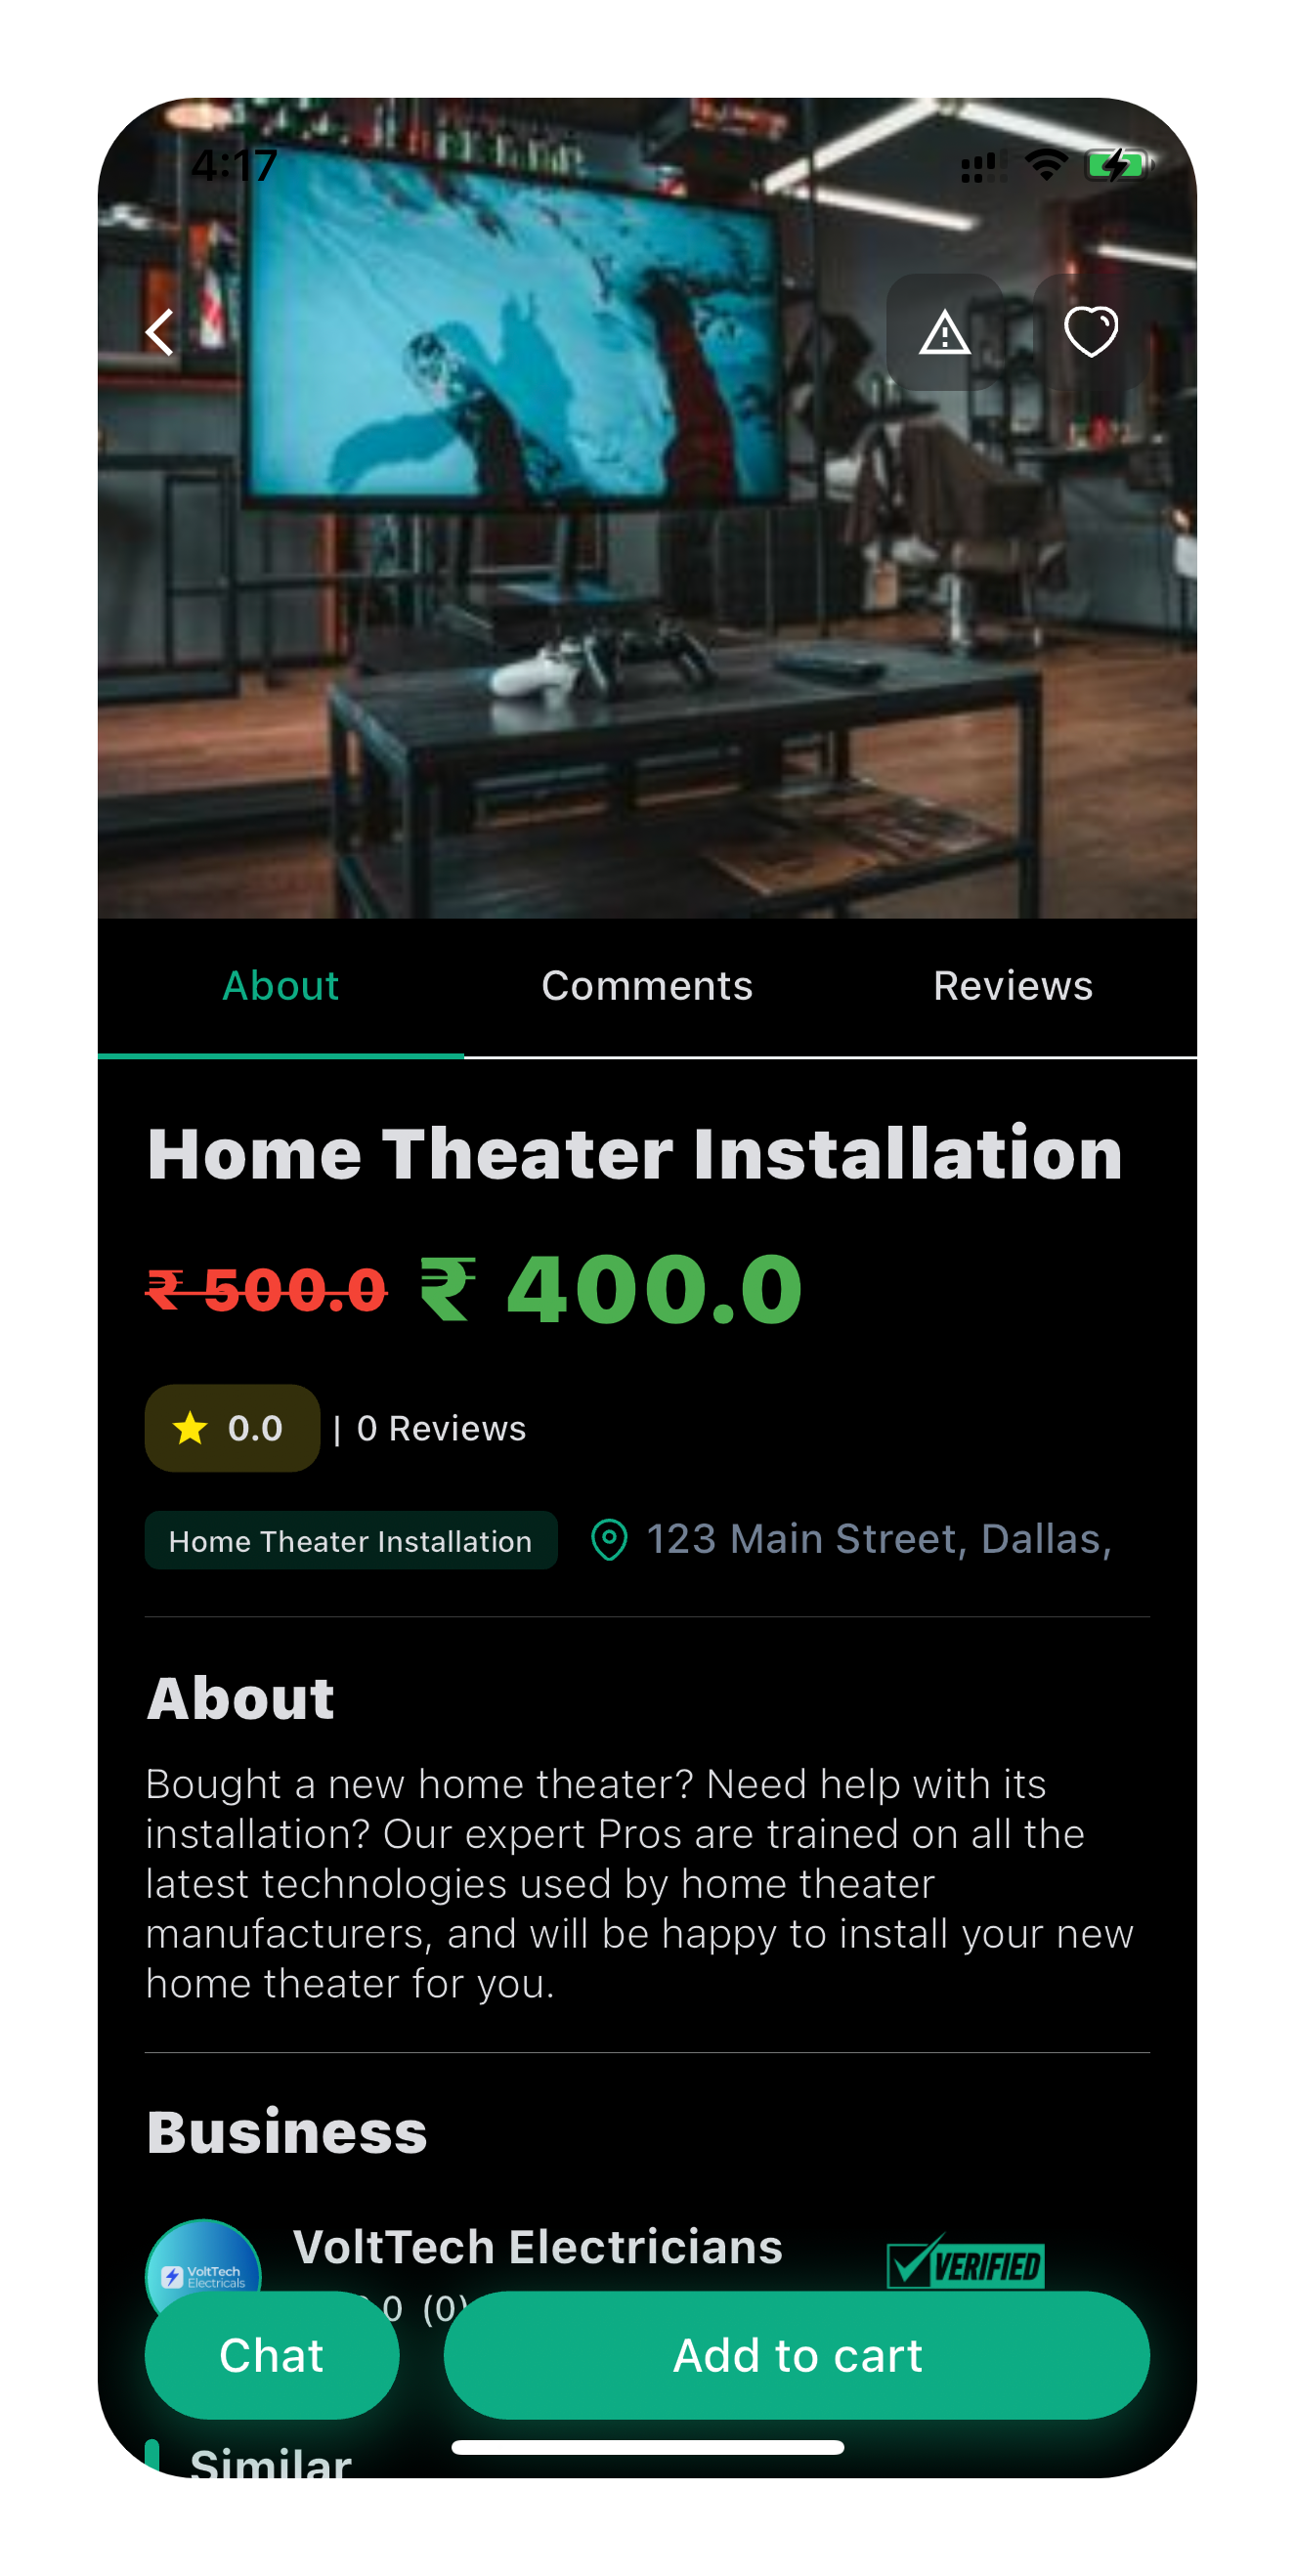 4:17
About
Comments
Reviews
Home Theater Installation
₹ 500.0 ₹ 400.0
0.0 | 0 Reviews
Home Theater Installation
123 Main Street, Dallas,
About
Bought a new home theater? Need help with its
installation? Our expert Pros are trained on all the
latest technologies used by home theater
manufacturers, and will be happy to install your new
home theater for you.
Business
VoltTech Electricians
VoltTech
Electricals
VERIFIED
.0 (0)
Chat
Add to cart
Similar